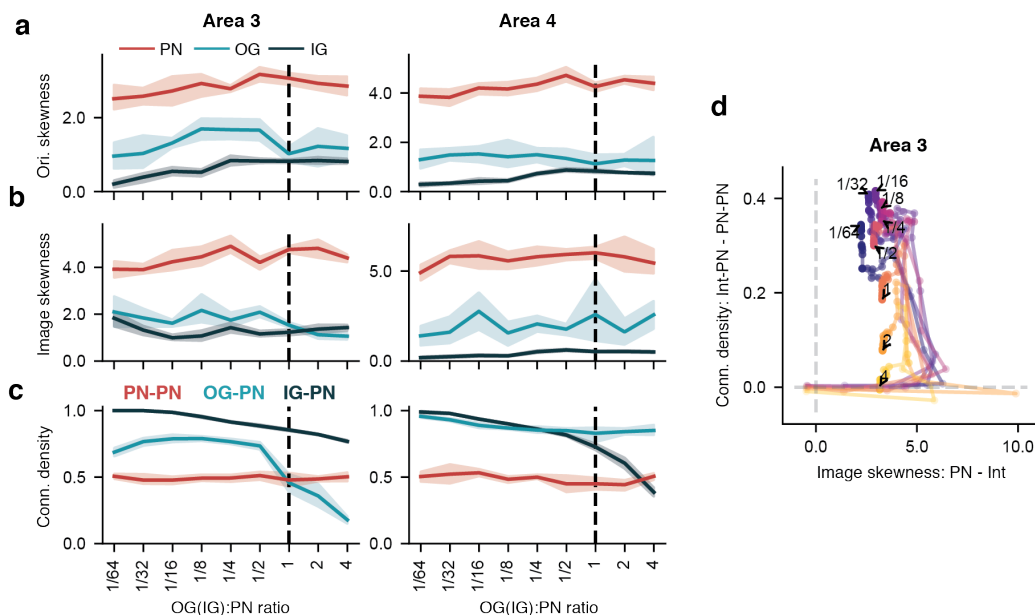 a
Area 3
Area 4
PN OG IG
Ori. skewness
2.0
0.0
4.0
2.0
0.0
b
Image skewness
4.0
2.0
0.0
5.0
0.0
c
PN-PN OG-PN IG-PN
Conn. density
1.0
0.5
0.0
1.0
0.5
0.0
1/64 1/32 1/16 1/8 1/4 1/2 1 2 4
OG(IG):PN ratio
1/64 1/32 1/16 1/8 1/4 1/2 1 2 4
OG(IG):PN ratio
d
Area 3
Conn. density: Int-PN - PN-PN
0.4
0.2
0.0
1/32
1/16
1/8
1/64
1/4
1/2
1
2
4
0.0 5.0 10.0
Image skewness: PN - Int